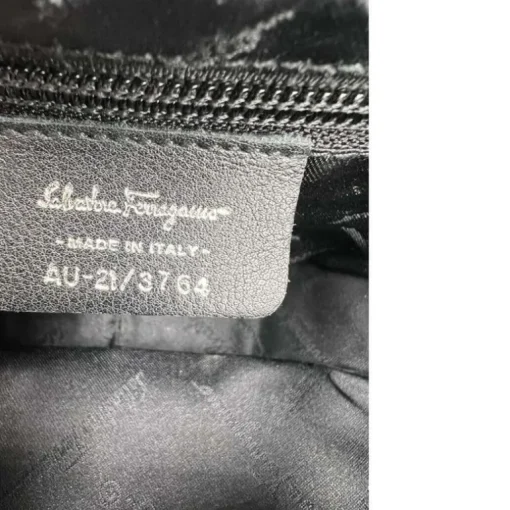 Salvatore Ferragamo
- MADE IN ITALY -
AU-21/3764